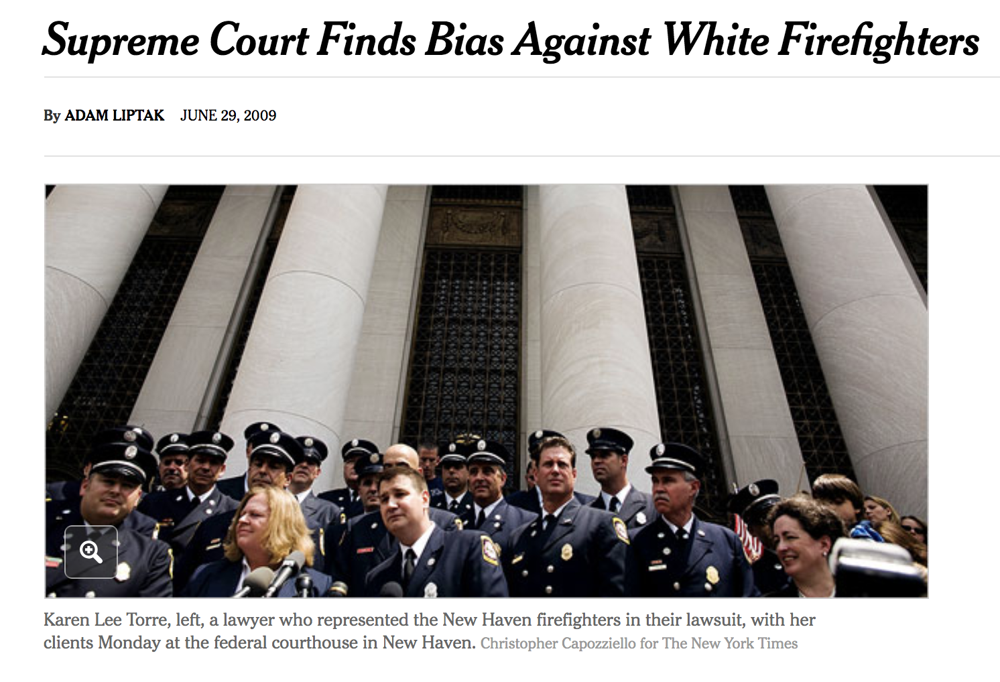 Supreme Court Finds Bias Against White Firefighters
By ADAM LIPTAK JUNE 29, 2009
Karen Lee Torre, left, a lawyer who represented the New Haven firefighters in their lawsuit, with her
clients Monday at the federal courthouse in New Haven. Christopher Capozziello for The New York Times